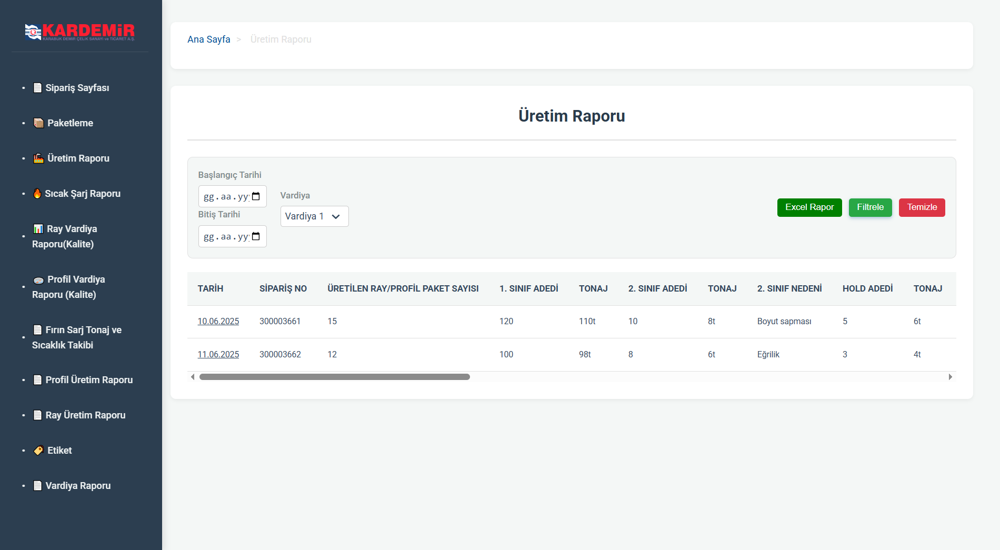 KARDEMİR
KARABÜK DEMİR ÇELİK SANAYİ ve TİCARET A.Ş.
Sipariş Sayfası
Paketleme
Üretim Raporu
Sıcak Şarj Raporu
Ray Vardiya
Raporu(Kalite)
Profil Vardiya
Raporu (Kalite)
Fırın Sarj Tonaj ve
Sıcaklık Takibi
Profil Üretim Raporu
Ray Üretim Raporu
Etiket
Vardiya Raporu
Ana Sayfa > Üretim Raporu
Üretim Raporu
Başlangıç Tarihi
gg.aa.yyy
Bitiş Tarihi
gg.aa.yyy
Vardiya
Vardiya 1
Excel Rapor Filtrele Temizle
TARİH SİPARİŞ NO ÜRETİLEN RAY/PROFİL PAKET SAYISI 1. SINIF ADEDİ TONAJ 2. SINIF ADEDİ TONAJ 2. SINIF NEDENİ HOLD ADEDİ TONAJ
10.06.2025 300003661 15 120 110t 10 8t Boyut sapması 5 6t
11.06.2025 300003662 12 100 98t 8 6t Eğrilik 3 4t